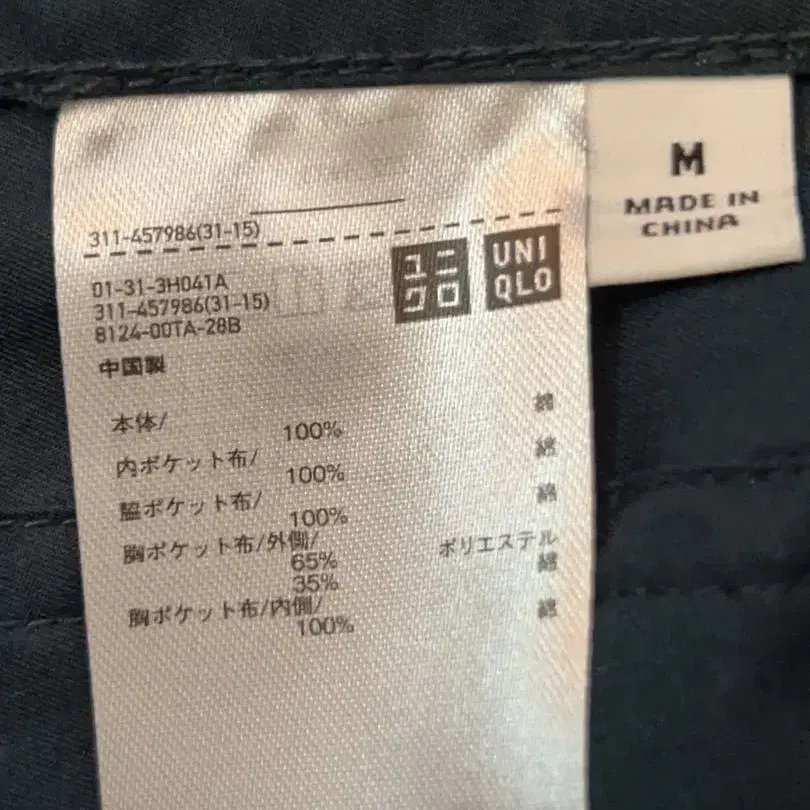 311-457986(31-15)
01-31-3H041A
311-457986(31-15)
8124-00TA-28B
ユニクロ
UNIQLO
M
MADE IN
CHINA
中国製
本体/ 綿
100%
内ポケット布/ 綿
100%
脇ポケット布/ 綿
100%
胸ポケット布/外側/ ポリエステル
65% 綿
35%
胸ポケット布/内側/ 綿
100%